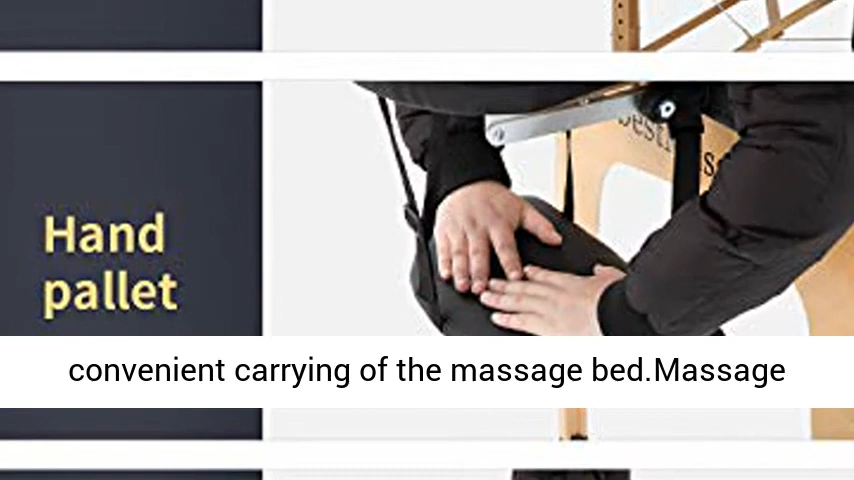 Hand
pallet
convenient carrying of the massage bed.Massage